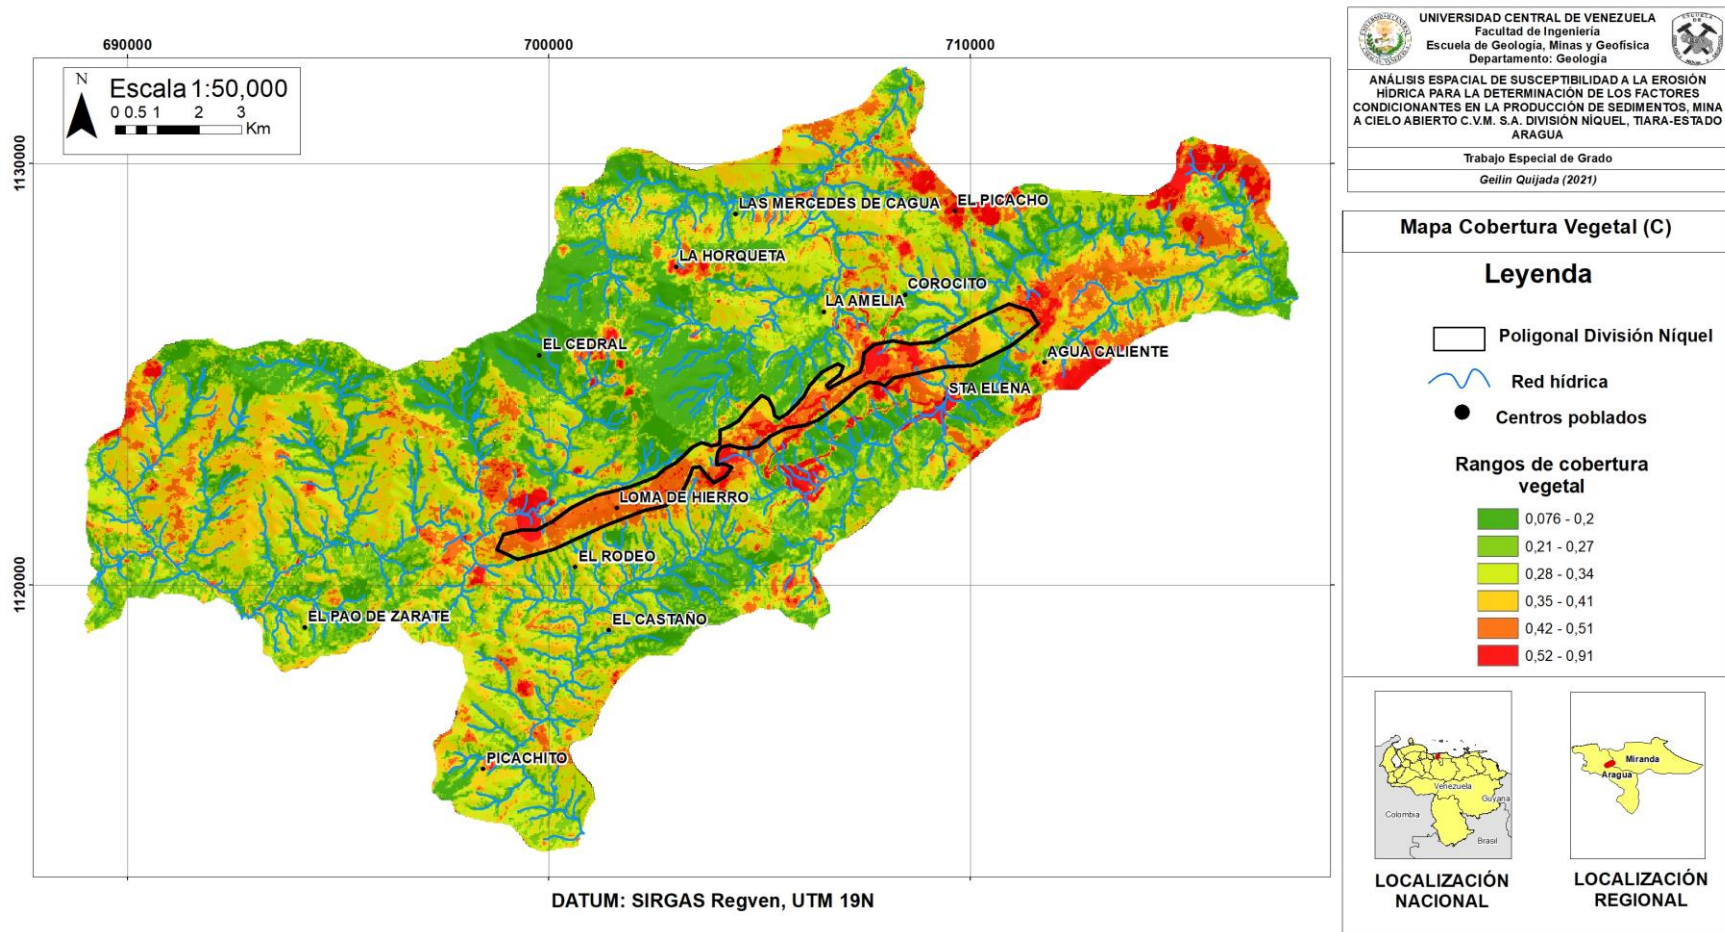 UNIVERSIDAD CENTRAL DE VENEZUELA
Facultad de Ingeniería
Escuela de Geología, Minas y Geofísica
Departamento: Geología
ANÁLISIS ESPACIAL DE SUSCEPTIBILIDAD A LA EROSIÓN
HÍDRICA PARA LA DETERMINACIÓN DE LOS FACTORES
CONDICIONANTES EN LA PRODUCCIÓN DE SEDIMENTOS, MINA
A CIELO ABIERTO C.V.M. S.A. DIVISIÓN NÍQUEL, TIARA-ESTADO
ARAGUA
Trabajo Especial de Grado
Geilin Quijada (2021)
690000
700000
710000
N
Escala 1:50,000
0 0.5 1 2 3
Km
1130000
1120000
LAS MERCEDES DE CAGUA
EL PICACHO
LA HORQUETA
COROCITO
LA AMELIA
EL CEDRAL
AGUA CALIENTE
STA ELENA
LOMA DE HIERRO
EL RODEO
EL PAO DE ZARATE
EL CASTAÑO
PICACHITO
DATUM: SIRGAS Regven, UTM 19N
Mapa Cobertura Vegetal (C)
Leyenda
Poligonal División Níquel
Red hídrica
Centros poblados
Rangos de cobertura
vegetal
0,076 - 0,2
0,21 - 0,27
0,28 - 0,34
0,35 - 0,41
0,42 - 0,51
0,52 - 0,91
Venezuela
Guyana
Colombia
Brasil
LOCALIZACIÓN
NACIONAL
Miranda
Aragua
LOCALIZACIÓN
REGIONAL